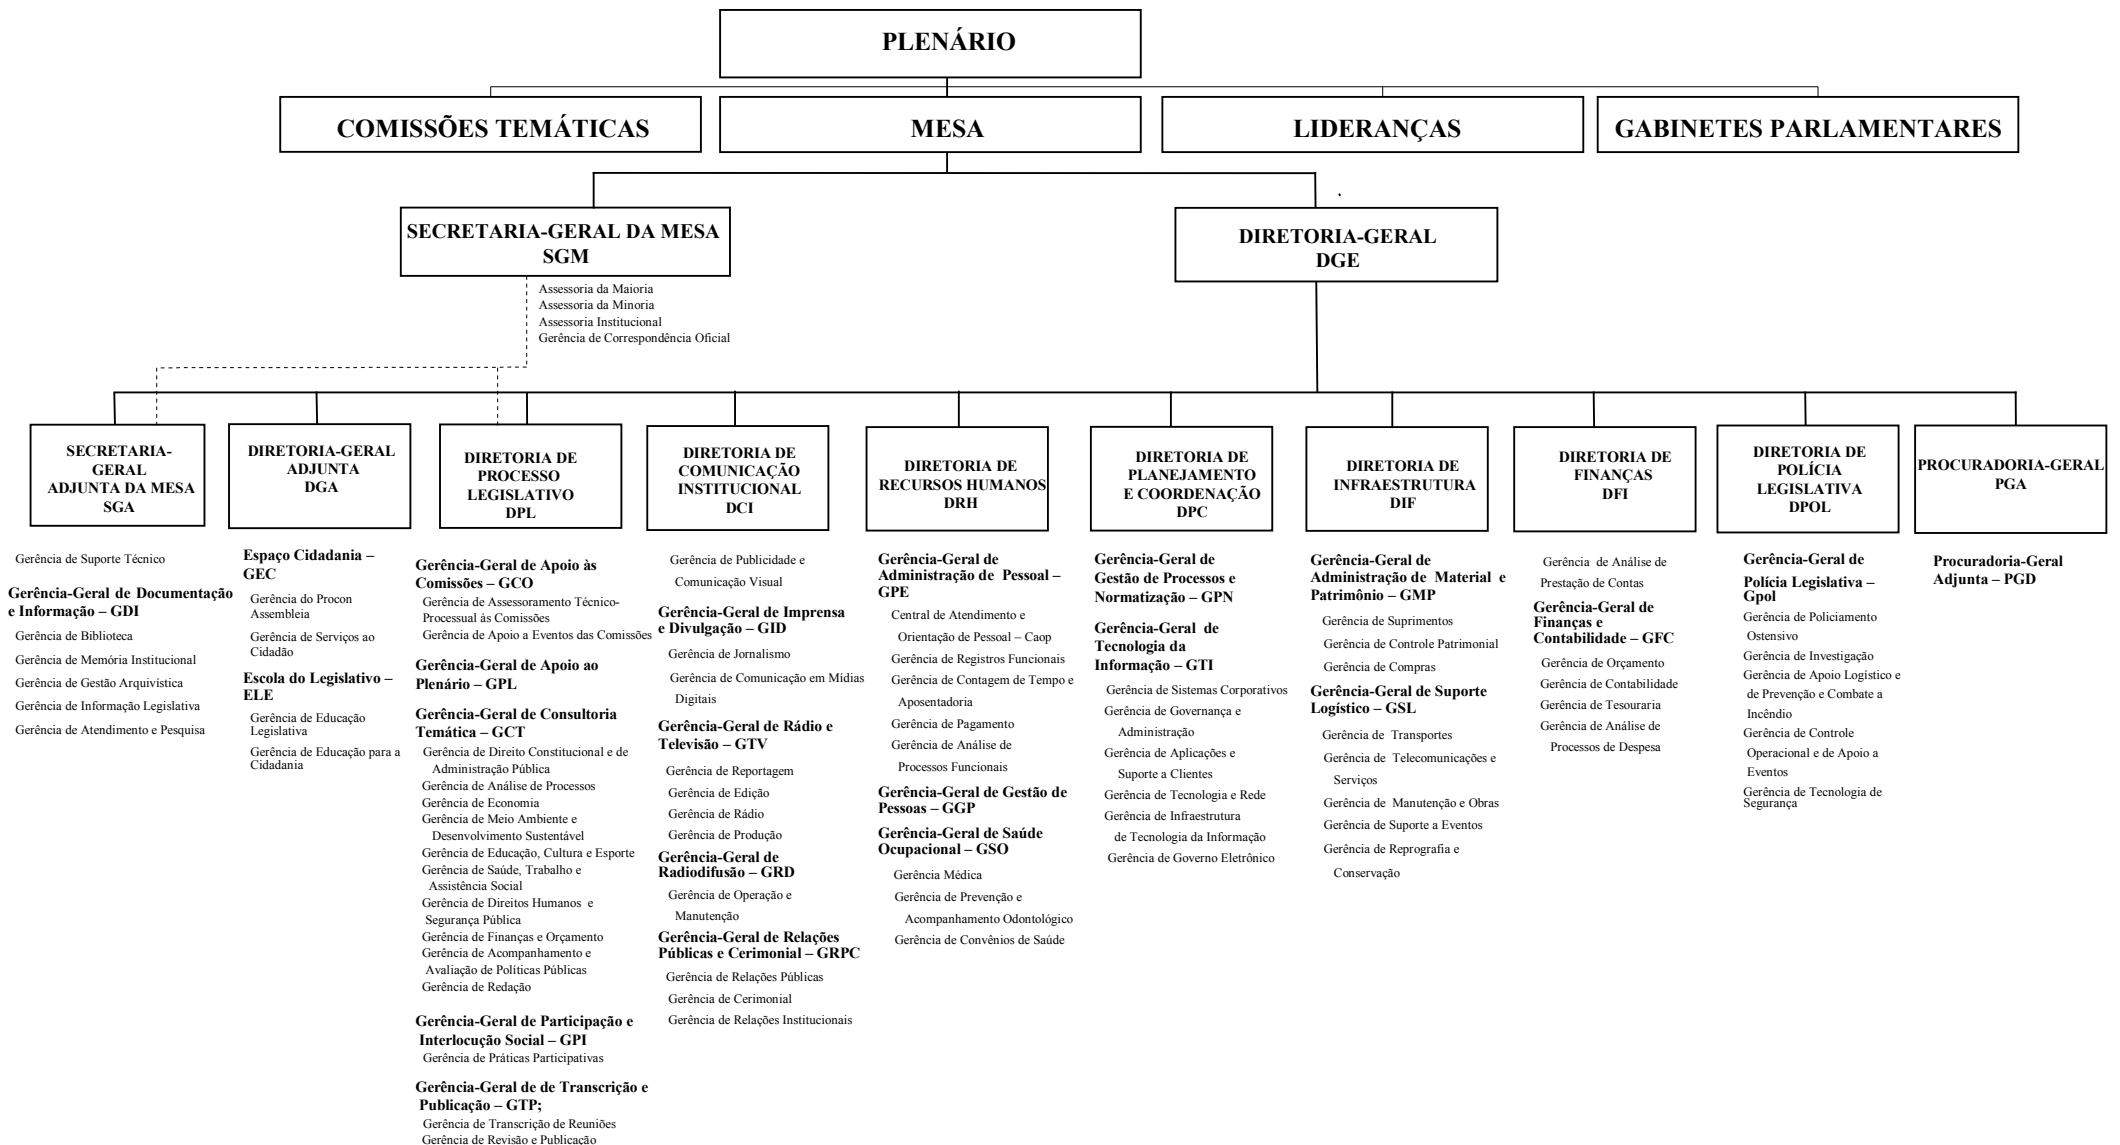 PLENÁRIO
COMISSÕES TEMÁTICAS
MESA
LIDERANÇAS
GABINETES PARLAMENTARES
SECRETARIA-GERAL DA MESA
SGM
DIRETORIA-GERAL
DGE
Assessoria da Maioria
Assessoria da Minoria
Assessoria Institucional
Gerência de Correspondência Oficial
SECRETARIA-
GERAL
ADJUNTA DA MESA
SGA
Gerência de Suporte Técnico
Gerência-Geral de Documentação
e Informação – GDI
Gerência de Biblioteca
Gerência de Memória Institucional
Gerência de Gestão Arquivística
Gerência de Informação Legislativa
Gerência de Atendimento e Pesquisa
DIRETORIA-GERAL
ADJUNTA
DGA
Espaço Cidadania –
GEC
Gerência do Procon
Assembleia
Gerência de Serviços ao
Cidadão
Escola do Legislativo –
ELE
Gerência de Educação
Legislativa
Gerência de Educação para a
Cidadania
DIRETORIA DE
PROCESSO
LEGISLATIVO
DPL
Gerência-Geral de Apoio às
Comissões – GCO
Gerência de Assessoramento Técnico-
Processual às Comissões
Gerência de Apoio a Eventos das Comissões
Gerência-Geral de Apoio ao
Plenário – GPL
Gerência-Geral de Consultoria
Temática – GCT
Gerência de Direito Constitucional e de
Administração Pública
Gerência de Análise de Processos
Gerência de Economia
Gerência de Meio Ambiente e
Desenvolvimento Sustentável
Gerência de Educação, Cultura e Esporte
Gerência de Saúde, Trabalho e
Assistência Social
Gerência de Direitos Humanos e
Segurança Pública
Gerência de Finanças e Orçamento
Gerência de Acompanhamento e
Avaliação de Políticas Públicas
Gerência de Redação
Gerência-Geral de Participação e
Interlocução Social – GPI
Gerência de Práticas Participativas
Gerência-Geral de de Transcrição e
Publicação – GTP;
Gerência de Transcrição de Reuniões
Gerência de Revisão e Publicação
DIRETORIA DE
COMUNICAÇÃO
INSTITUCIONAL
DCI
Gerência de Publicidade e
Comunicação Visual
Gerência-Geral de Imprensa
e Divulgação – GID
Gerência de Jornalismo
Gerência de Comunicação em Mídias
Digitais
Gerência-Geral de Rádio e
Televisão – GTV
Gerência de Reportagem
Gerência de Edição
Gerência de Rádio
Gerência de Produção
Gerência-Geral de
Radiodifusão – GRD
Gerência de Operação e
Manutenção
Gerência-Geral de Relações
Públicas e Cerimonial – GRPC
Gerência de Relações Públicas
Gerência de Cerimonial
Gerência de Relações Institucionais
DIRETORIA DE
RECURSOS HUMANOS
DRH
Gerência-Geral de
Administração de Pessoal –
GPE
Central de Atendimento e
Orientação de Pessoal – Caop
Gerência de Registros Funcionais
Gerência de Contagem de Tempo e
Aposentadoria
Gerência de Pagamento
Gerência de Análise de
Processos Funcionais
Gerência-Geral de Gestão de
Pessoas – GGP
Gerência-Geral de Saúde
Ocupacional – GSO
Gerência Médica
Gerência de Prevenção e
Acompanhamento Odontológico
Gerência de Convênios de Saúde
DIRETORIA DE
PLANEJAMENTO
E COORDENAÇÃO
DPC
Gerência-Geral de
Gestão de Processos e
Normatização – GPN
Gerência-Geral de
Tecnologia da
Informação – GTI
Gerência de Sistemas Corporativos
Gerência de Governança e
Administração
Gerência de Aplicações e
Suporte a Clientes
Gerência de Tecnologia e Rede
Gerência de Infraestrutura
de Tecnologia da Informação
Gerência de Governo Eletrônico
DIRETORIA DE
INFRAESTRUTURA
DIF
Gerência-Geral de
Administração de Material e
Patrimônio – GMP
Gerência de Suprimentos
Gerência de Controle Patrimonial
Gerência de Compras
Gerência-Geral de Suporte
Logístico – GSL
Gerência de Transportes
Gerência de Telecomunicações e
Serviços
Gerência de Manutenção e Obras
Gerência de Suporte a Eventos
Gerência de Reprografia e
Conservação
DIRETORIA DE
FINANÇAS
DFI
Gerência de Análise de
Prestação de Contas
Gerência-Geral de
Finanças e
Contabilidade – GFC
Gerência de Orçamento
Gerência de Contabilidade
Gerência de Tesouraria
Gerência de Análise de
Processos de Despesa
DIRETORIA DE
POLÍCIA
LEGISLATIVA
DPOL
Gerência-Geral de
Polícia Legislativa –
Gpol
Gerência de Policiamento
Ostensivo
Gerência de Investigação
Gerência de Apoio Logístico e
de Prevenção e Combate a
Incêndio
Gerência de Controle
Operacional e de Apoio a
Eventos
Gerência de Tecnologia de
Segurança
PROCURADORIA-GERAL
PGA
Procuradoria-Geral
Adjunta – PGD